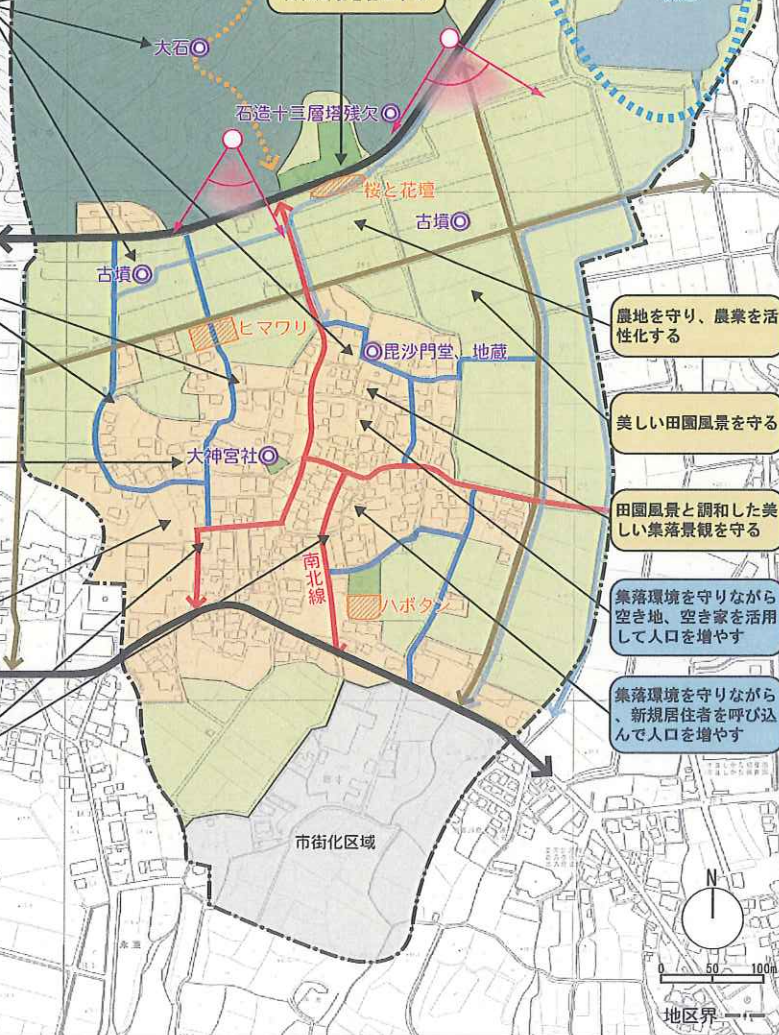 大石
石造十三層塔残欠
桜と花壇
古墳
古墳
ヒマワリ
毘沙門堂、地蔵
大神宮社
南北線
ハボタン
市街化区域
農地を守り、農業を活
性化する
美しい田園風景を守る
田園風景と調和した美
しい集落景観を守る
集落環境を守りながら
空き地、空き家を活用
して人口を増やす
集落環境を守りながら
、新規居住者を呼び込
んで人口を増やす
N
0 50 100m
地区界